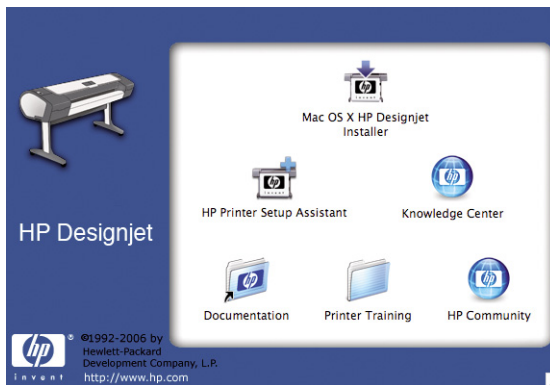 Mac OS X HP Designjet
Installer
HP Printer Setup Assistant
Knowledge Center
HP Designjet
Documentation
Printer Training
HP Community
hp
®
invent
©1992-2006 by
Hewlett-Packard
Development Company, L.P.
http://www.hp.com